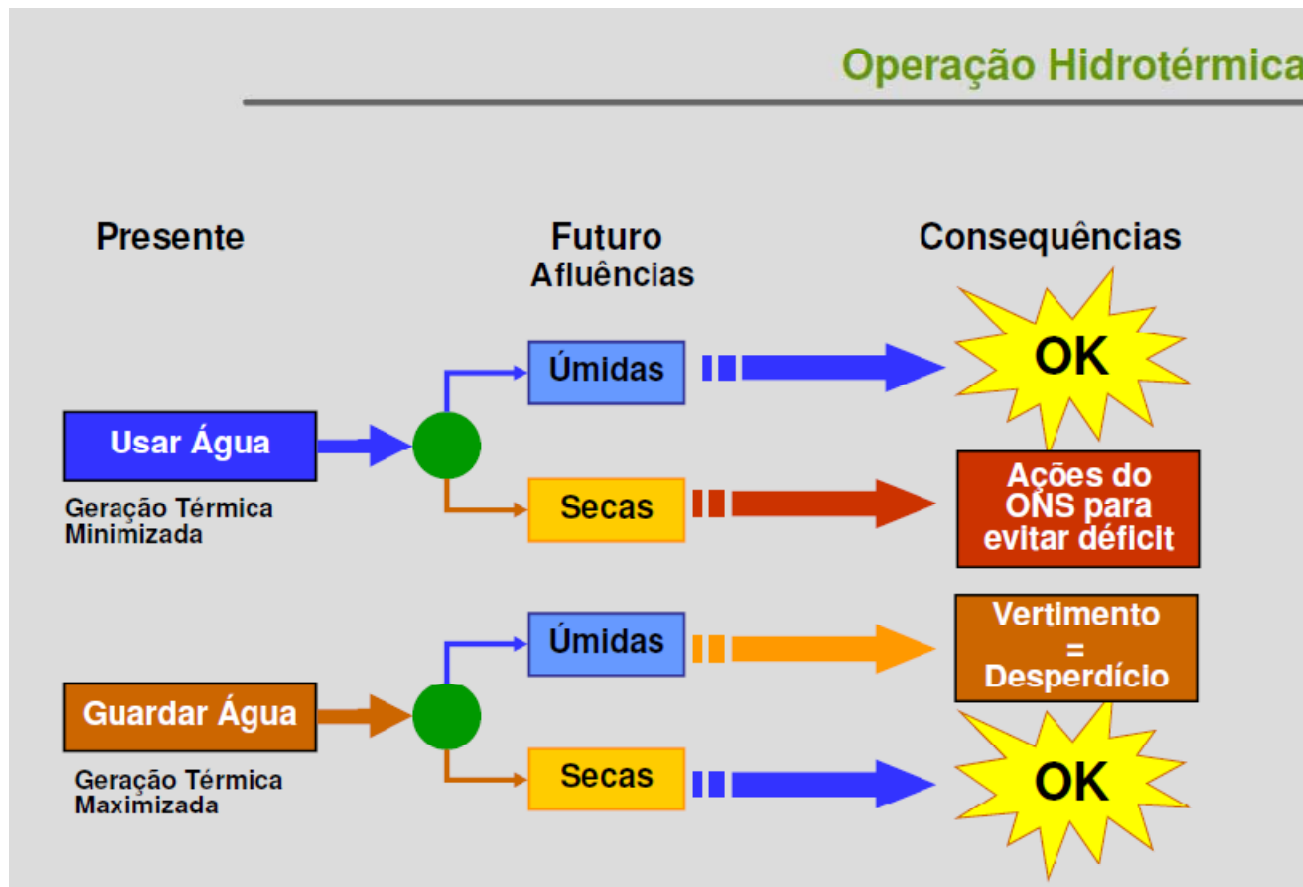 Operação Hidrotérmica
Presente
Futuro
Afluências
Consequências
Usar Água
Geração Térmica
Minimizada
Úmidas
OK
Secas
Ações do
ONS para
evitar déficit
Guardar Água
Geração Térmica
Maximizada
Úmidas
Vertimento
=
Desperdício
Secas
OK